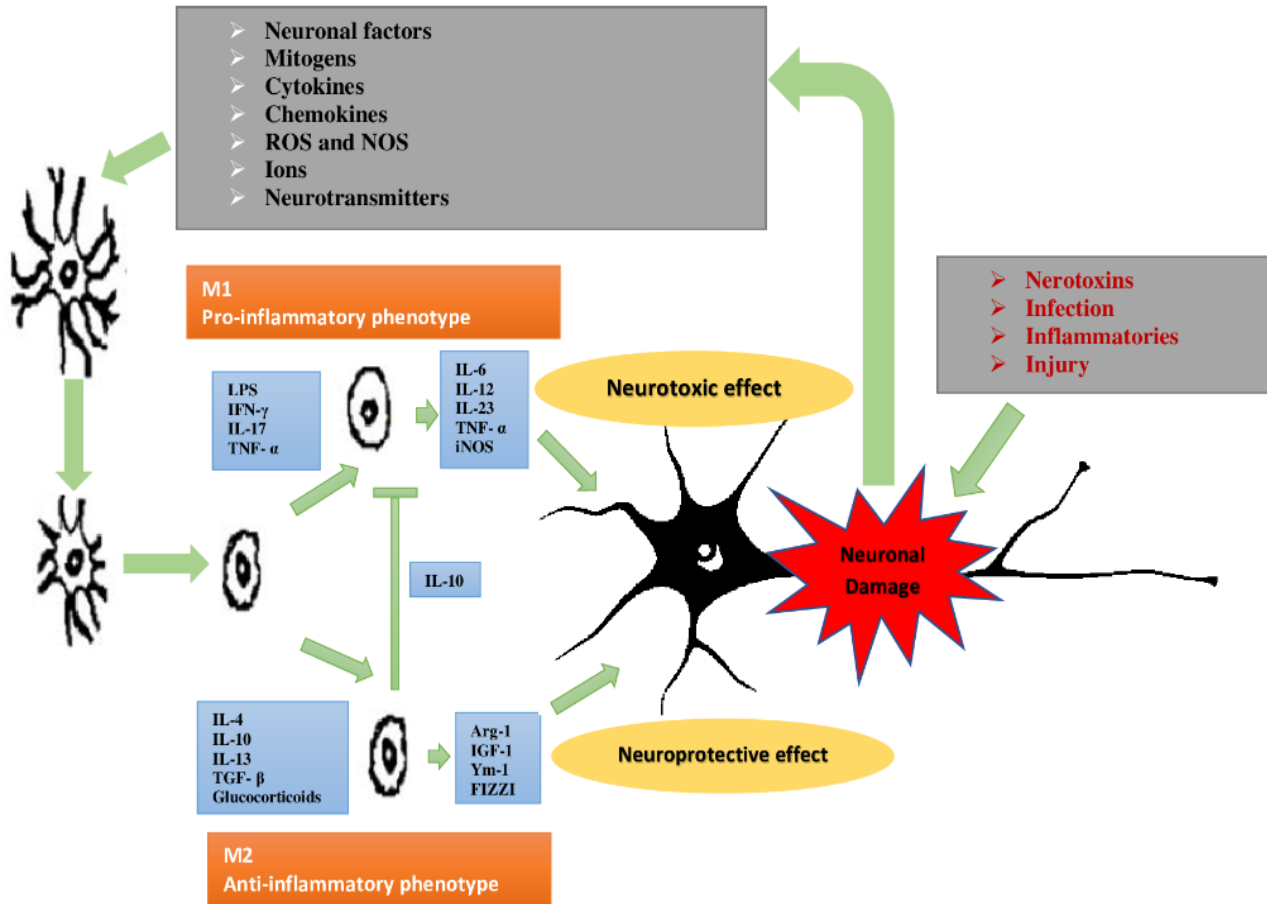 Neuronal factors
Mitogens
Cytokines
Chemokines
ROS and NOS
Ions
Neurotransmitters
Nerotoxins
Infection
Inflammatories
Injury
M1
Pro-inflammatory phenotype
LPS
IFN-γ
IL-17
TNF- α
IL-6
IL-12
IL-23
TNF- α
iNOS
Neurotoxic effect
IL-10
Neuronal
Damage
IL-4
IL-10
IL-13
TGF- β
Glucocorticoids
Arg-1
IGF-1
Ym-1
FIZZI
Neuroprotective effect
M2
Anti-inflammatory phenotype